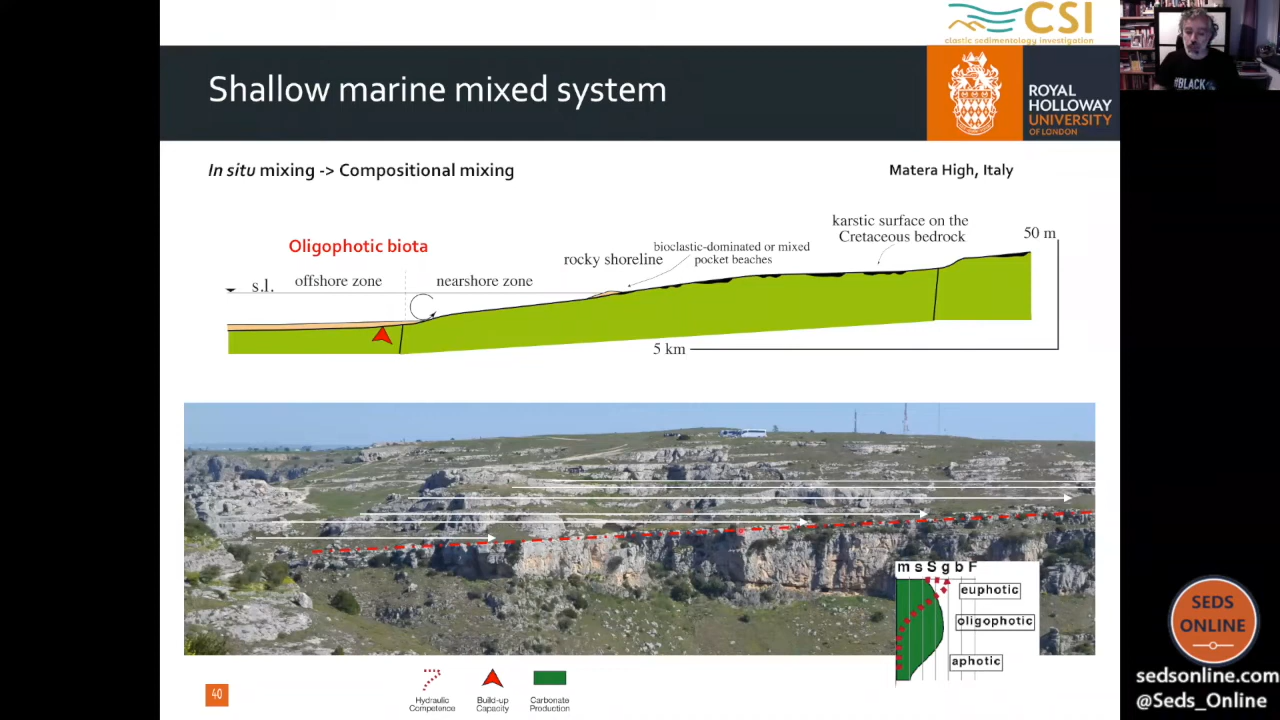 CSI
clastic sedimentology investigation
Shallow marine mixed system
ROYAL
HOLLOWAY
UNIVERSITY
OF LONDON
#BLACK
In situ mixing -> Compositional mixing
Matera High, Italy
karstic surface on the
Cretaceous bedrock
50 m
Oligophotic biota
bioclastic-dominated or mixed
pocket beaches
rocky shoreline
s.l.
offshore zone
nearshore zone
5 km
m s S g b F
euphotic
oligophotic
aphotic
40
Hydraulic
Competence
Build-up
Capacity
Carbonate
Production
SEDS
ONLINE
sedsonline.com
@Seds_Online